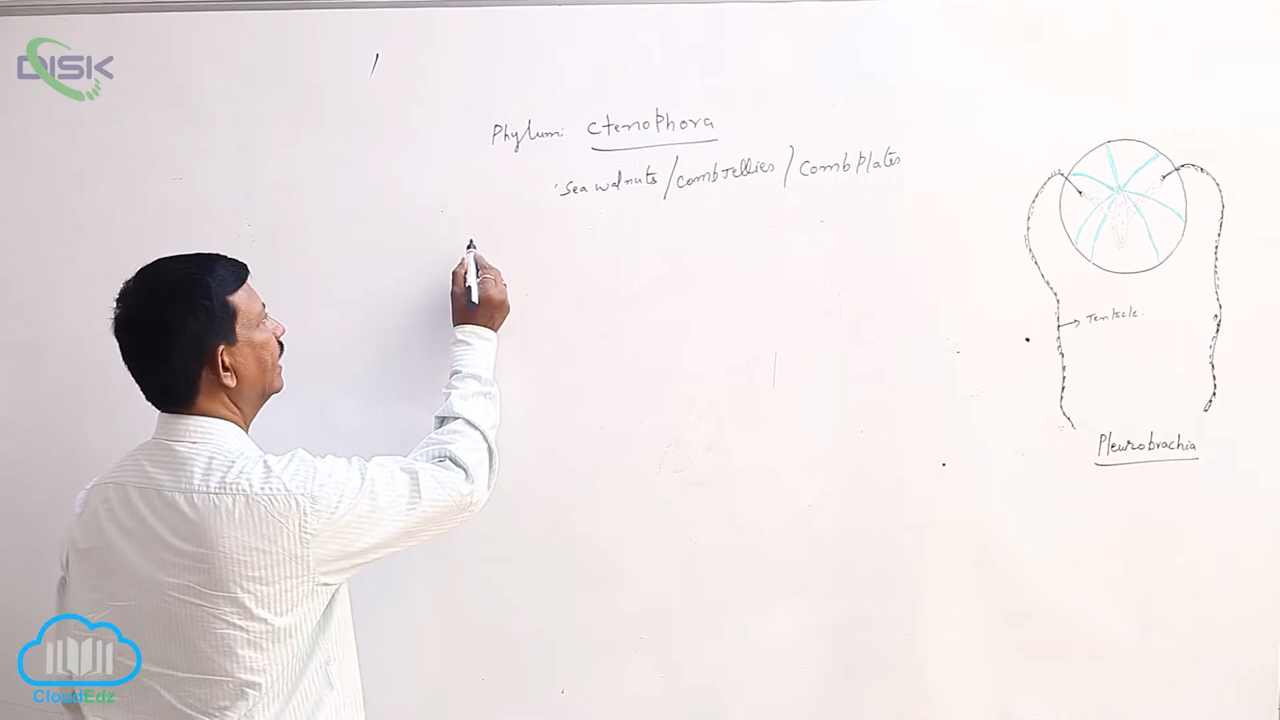 DISK
Phylum: Ctenophora
Sea walnuts / Comb Jellies / Comb Plates
Tentacle.
Pleurobrachia
CloudEdz